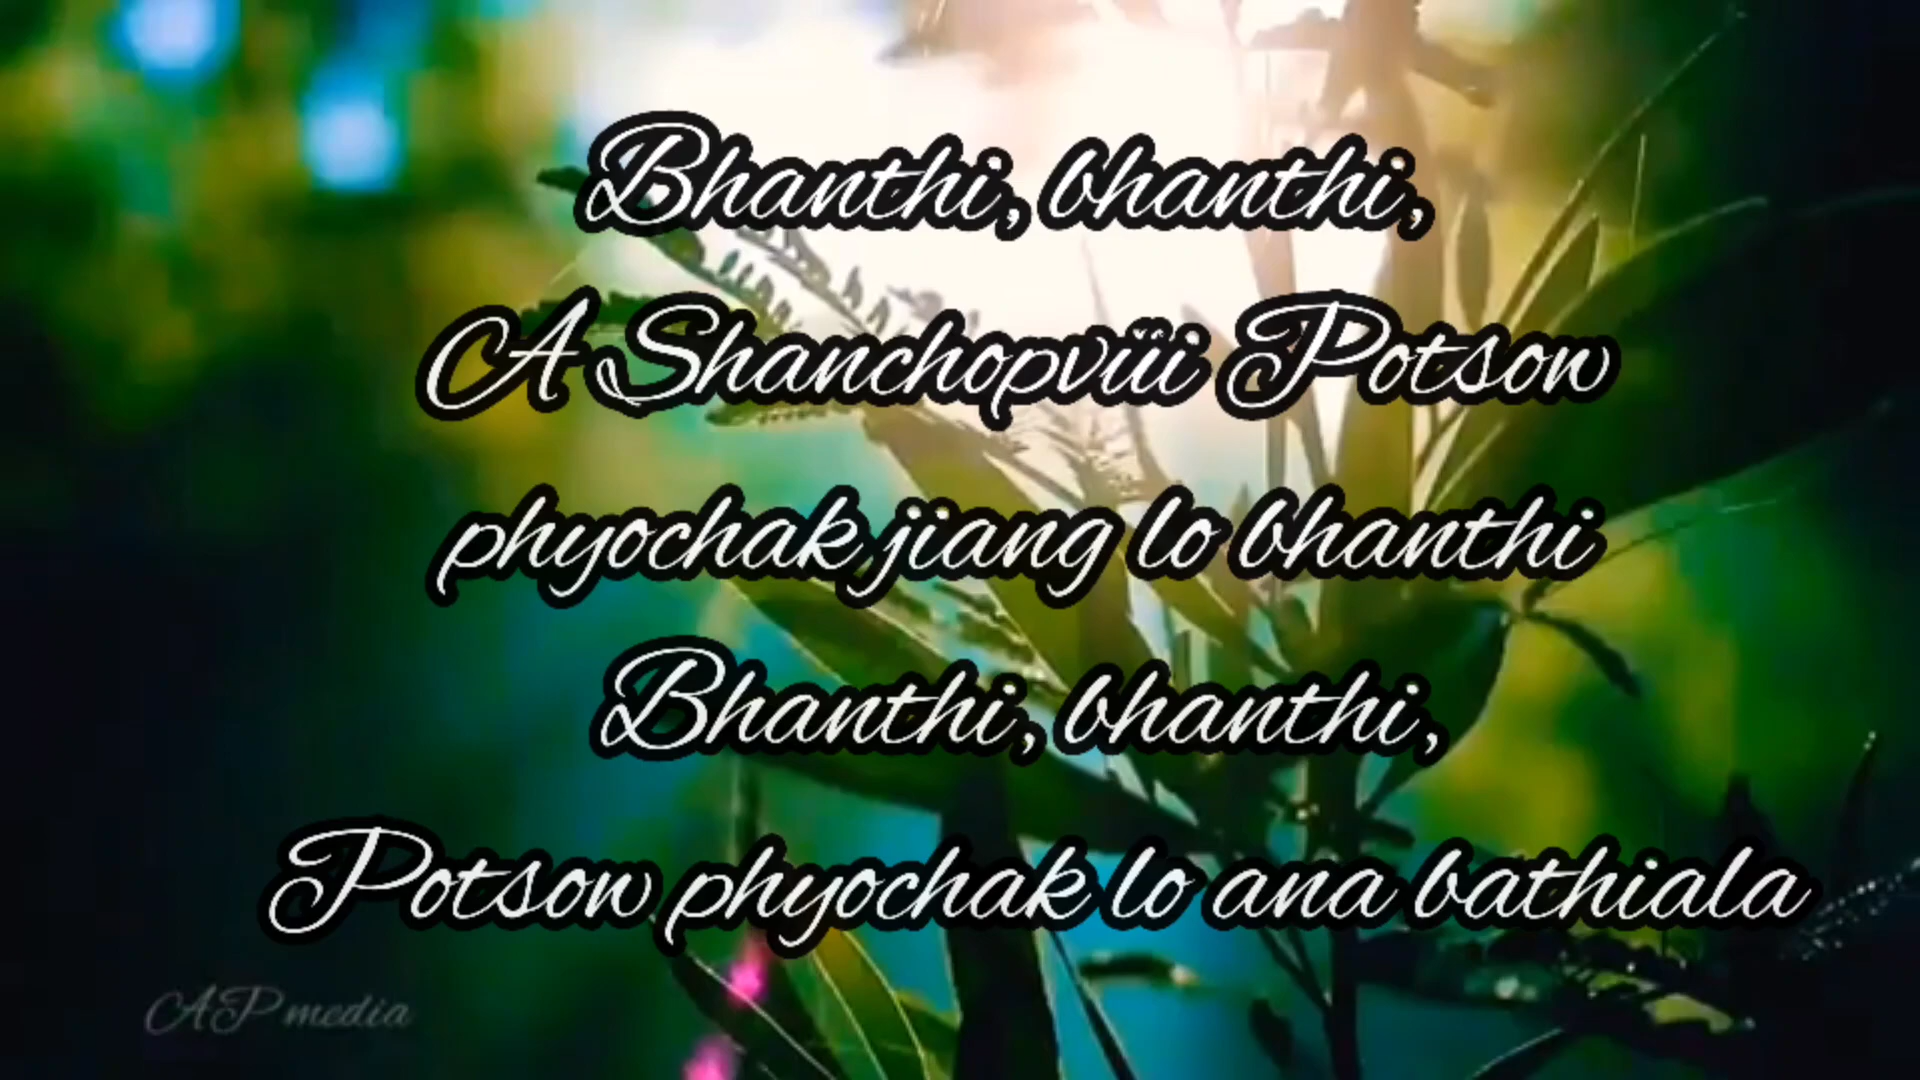 Bhanthi, bhanthi,
A Shanchopvüi Potsow
phyochak jiang lo bhanthi
Bhanthi, bhanthi,
Potsow phyochak lo ana bathiala
AP media